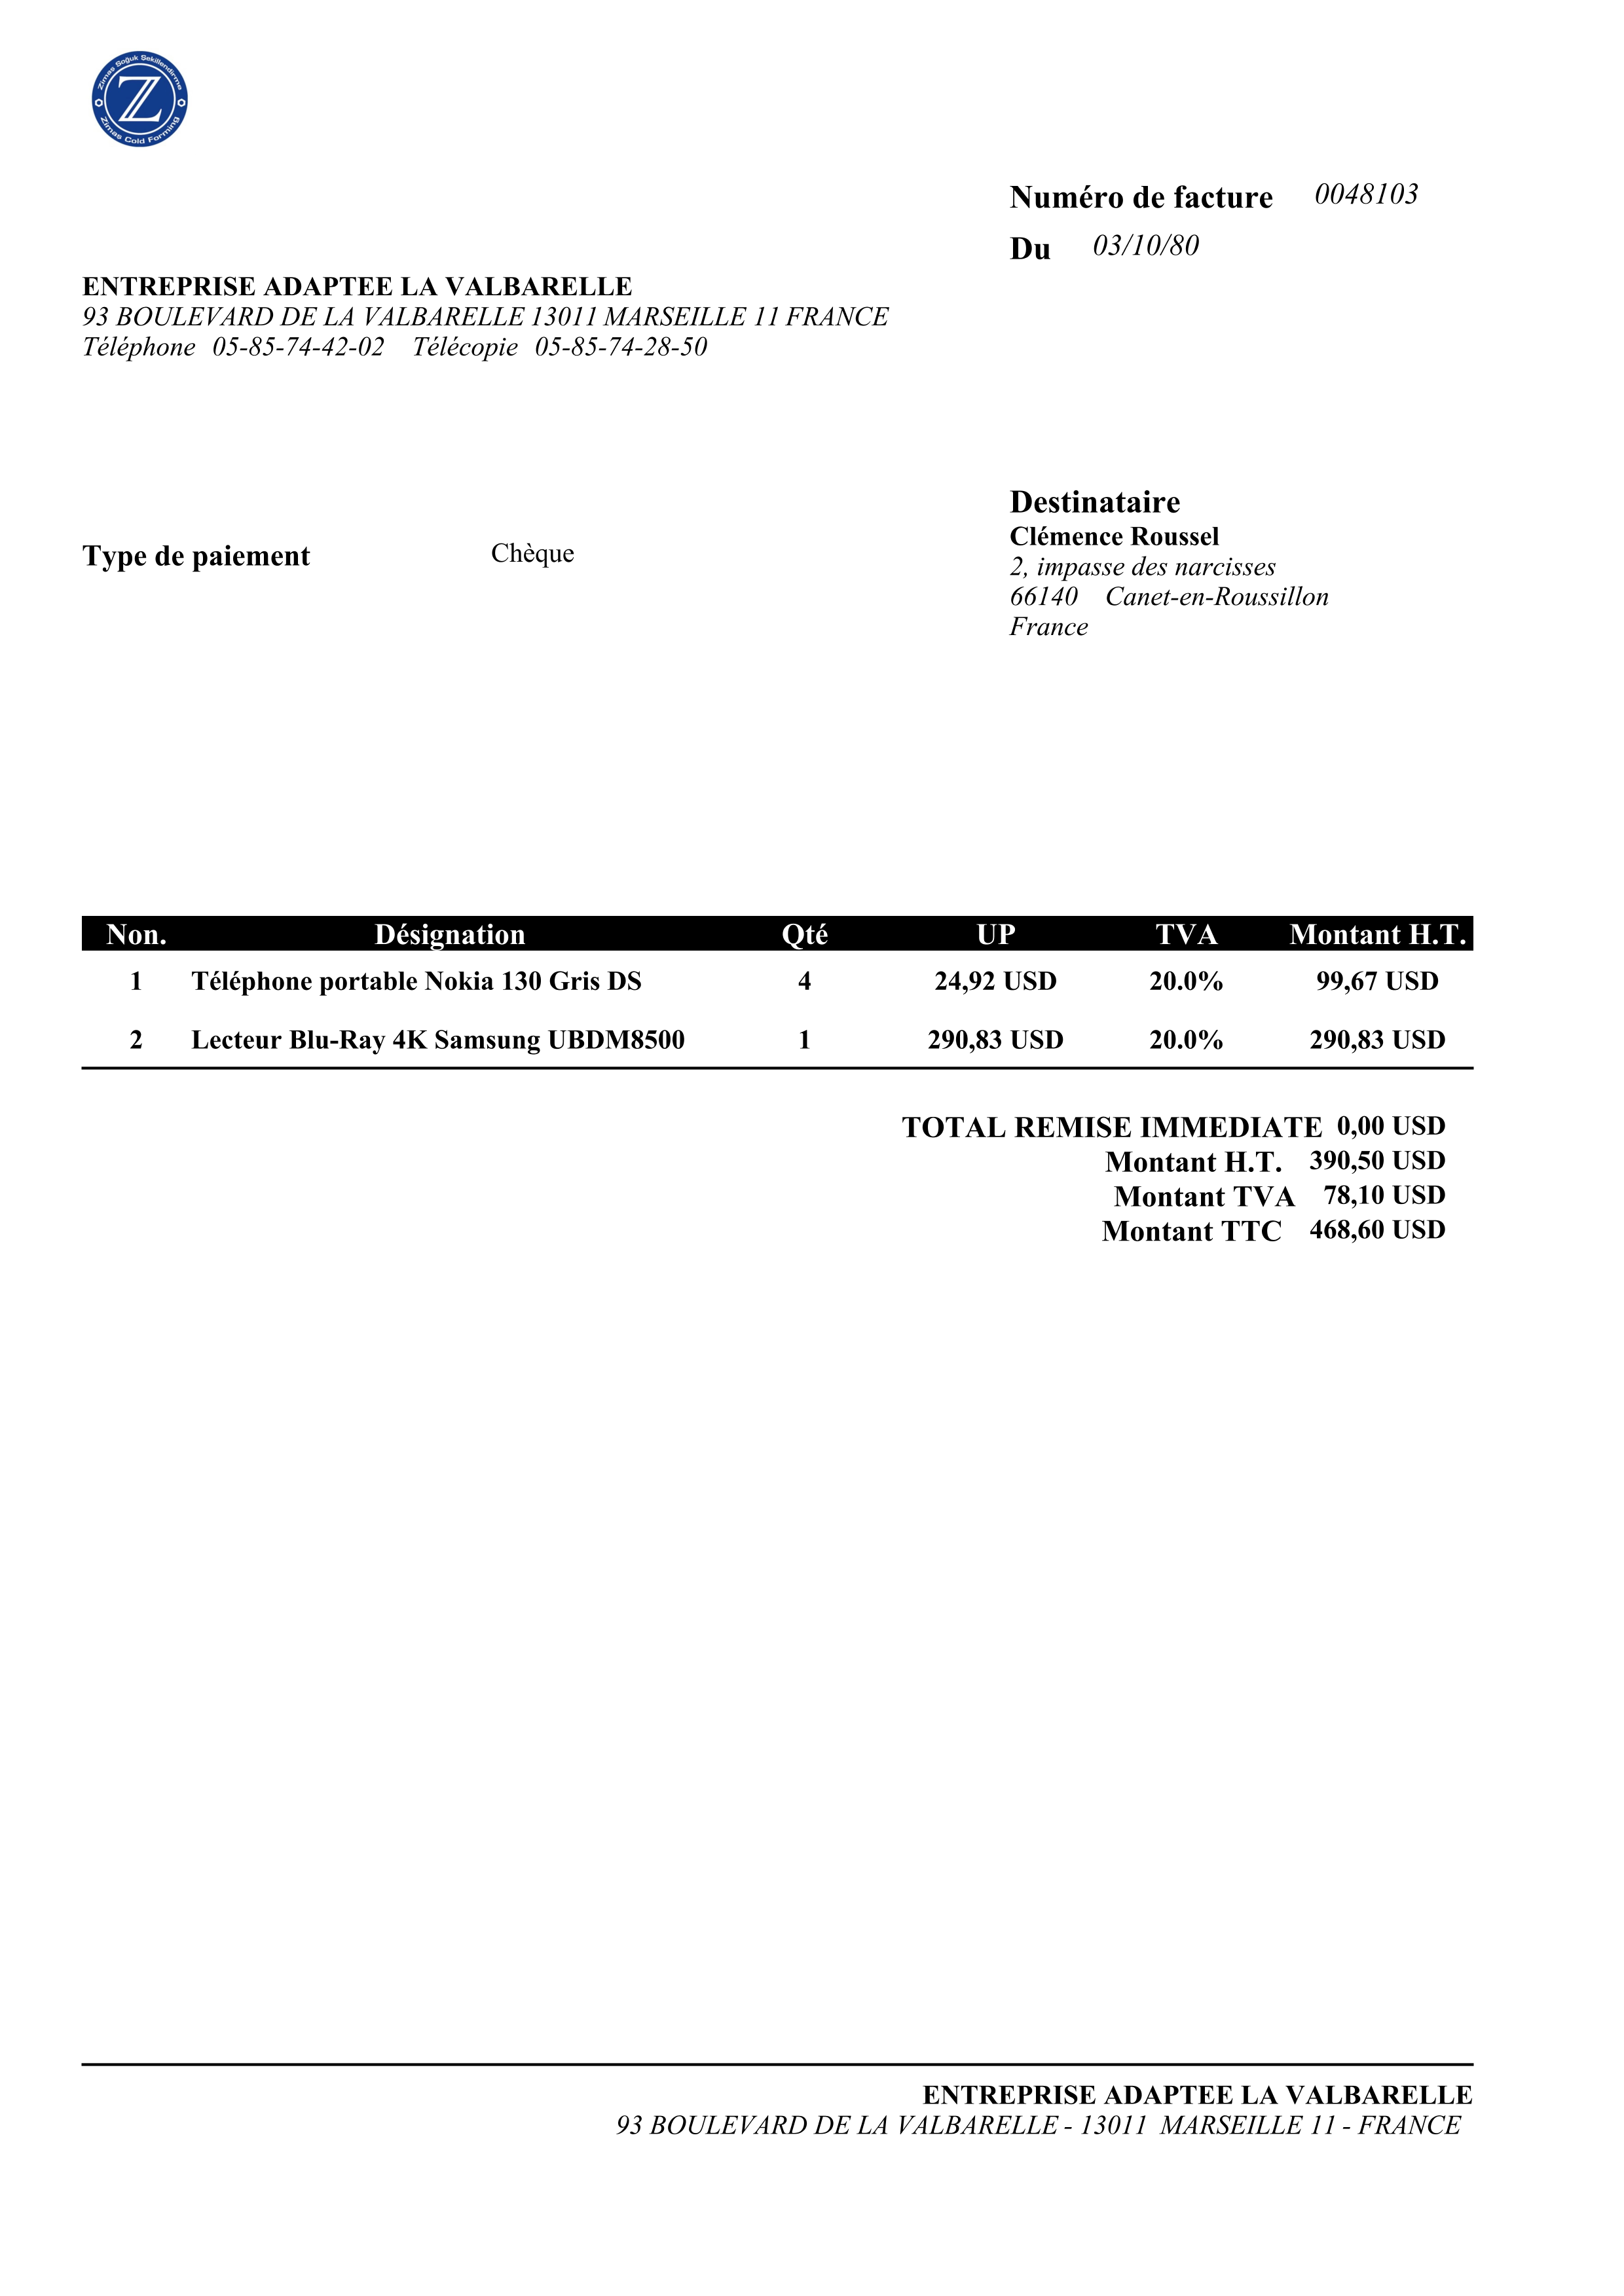 Zimas Soğuk Sekillendirme
Z
Zimas Cold Forming
Numéro de facture 0048103
Du 03/10/80
ENTREPRISE ADAPTEE LA VALBARELLE
93 BOULEVARD DE LA VALBARELLE 13011 MARSEILLE 11 FRANCE
Téléphone 05-85-74-42-02 Télécopie 05-85-74-28-50
Destinataire
Clémence Roussel
2, impasse des narcisses
66140 Canet-en-Roussillon
France
Type de paiement Chèque
Non. Désignation Qté UP TVA Montant H.T.
1 Téléphone portable Nokia 130 Gris DS 4 24,92 USD 20.0% 99,67 USD
2 Lecteur Blu-Ray 4K Samsung UBDM8500 1 290,83 USD 20.0% 290,83 USD
TOTAL REMISE IMMEDIATE 0,00 USD
Montant H.T. 390,50 USD
Montant TVA 78,10 USD
Montant TTC 468,60 USD
ENTREPRISE ADAPTEE LA VALBARELLE
93 BOULEVARD DE LA VALBARELLE - 13011 MARSEILLE 11 - FRANCE